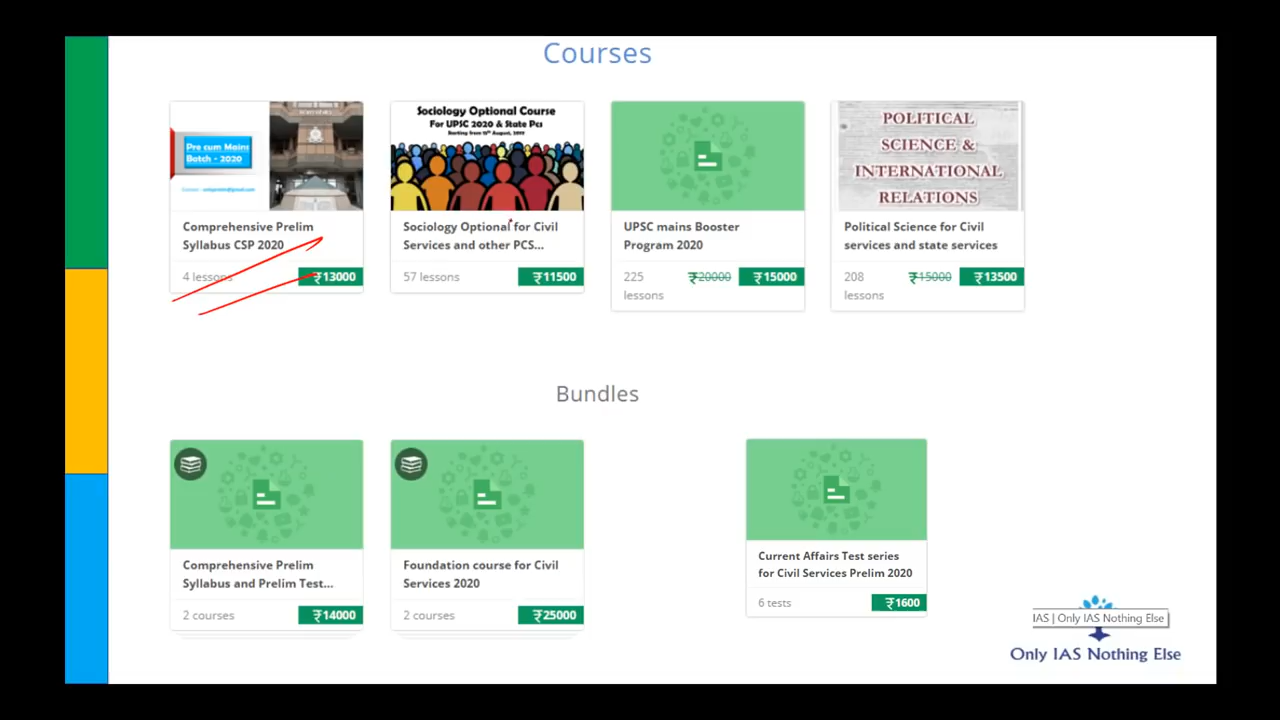 Courses
Pre cum Mains
Batch - 2020
Comprehensive Prelim
Syllabus CSP 2020
4 lessons
₹13000
Sociology Optional Course
For UPSC 2020 & State Pcs
Sociology Optional for Civil
Services and other PCS...
57 lessons
₹11500
UPSC mains Booster
Program 2020
225
lessons
₹20000
₹15000
POLITICAL
SCIENCE &
INTERNATIONAL
RELATIONS
Political Science for Civil
services and state services
208
lessons
₹15000
₹13500
Bundles
Comprehensive Prelim
Syllabus and Prelim Test...
2 courses
₹14000
Foundation course for Civil
Services 2020
2 courses
₹25000
Current Affairs Test series
for Civil Services Prelim 2020
6 tests
₹1600
IAS | Only IAS Nothing Else
Only IAS Nothing Else